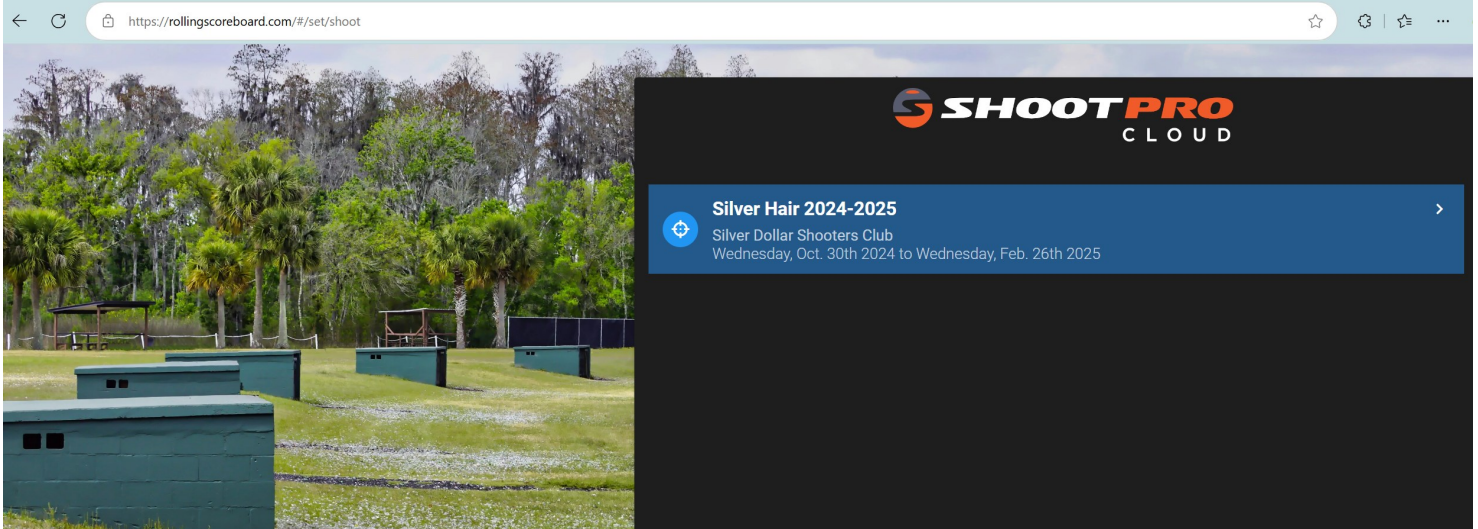 https://rollingscoreboard.com/#/set/shoot
SHOOTPRO
CLOUD
Silver Hair 2024-2025
Silver Dollar Shooters Club
Wednesday, Oct. 30th 2024 to Wednesday, Feb. 26th 2025